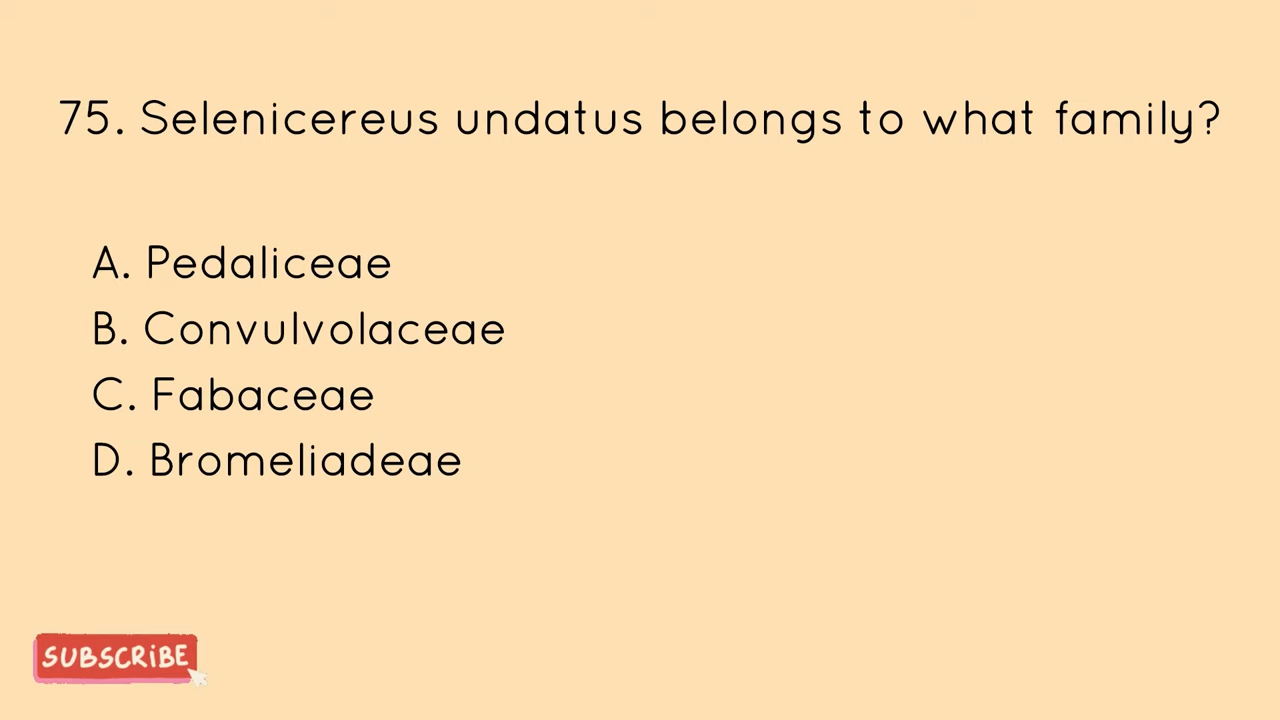 75. Selenicereus undatus belongs to what family?
A. Pedaliceae
B. Convulvolaceae
C. Fabaceae
D. Bromeliadeae
SUBSCRiBE